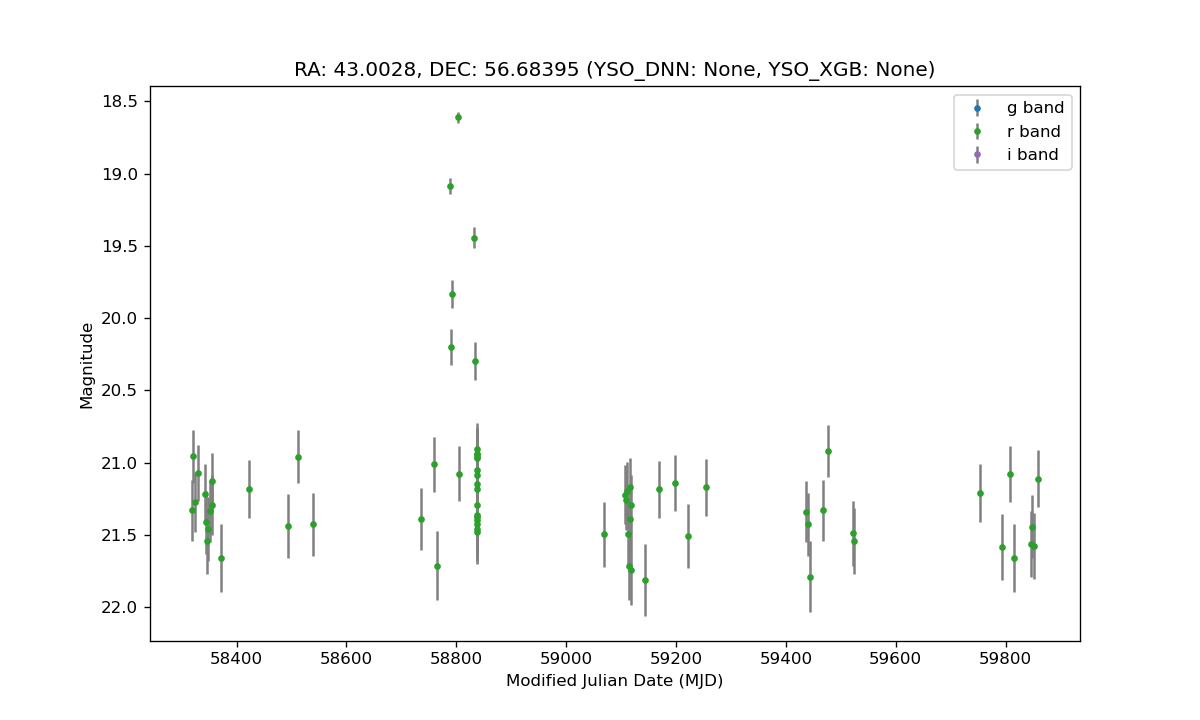 RA: 43.0028, DEC: 56.68395 (YSO_DNN: None, YSO_XGB: None)
g band
r band
i band
18.5
19.0
19.5
20.0
20.5
21.0
21.5
22.0
Magnitude
58400 58600 58800 59000 59200 59400 59600 59800
Modified Julian Date (MJD)